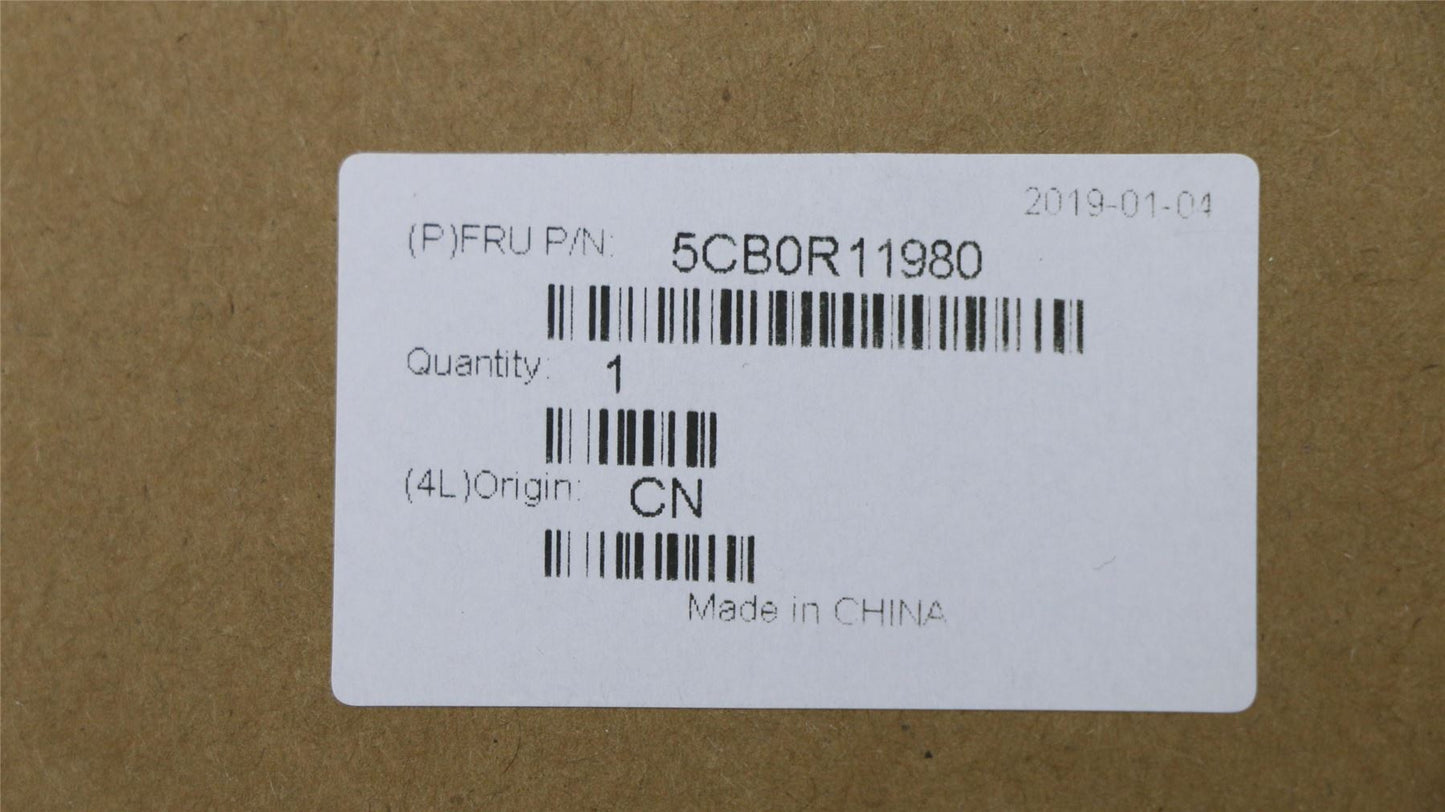 2019-01-04
(P)FRU P/N: 5CB0R11980
Quantity: 1
(4L)Origin: CN
Made in CHINA